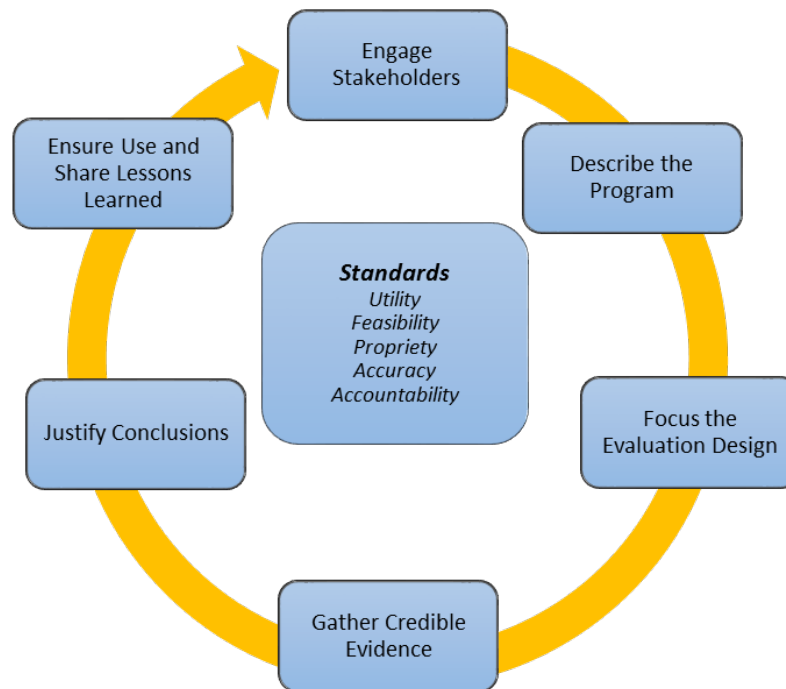 Engage
Stakeholders
Describe the
Program
Focus the
Evaluation Design
Gather Credible
Evidence
Justify Conclusions
Ensure Use and
Share Lessons
Learned
Standards
Utility
Feasibility
Propriety
Accuracy
Accountability